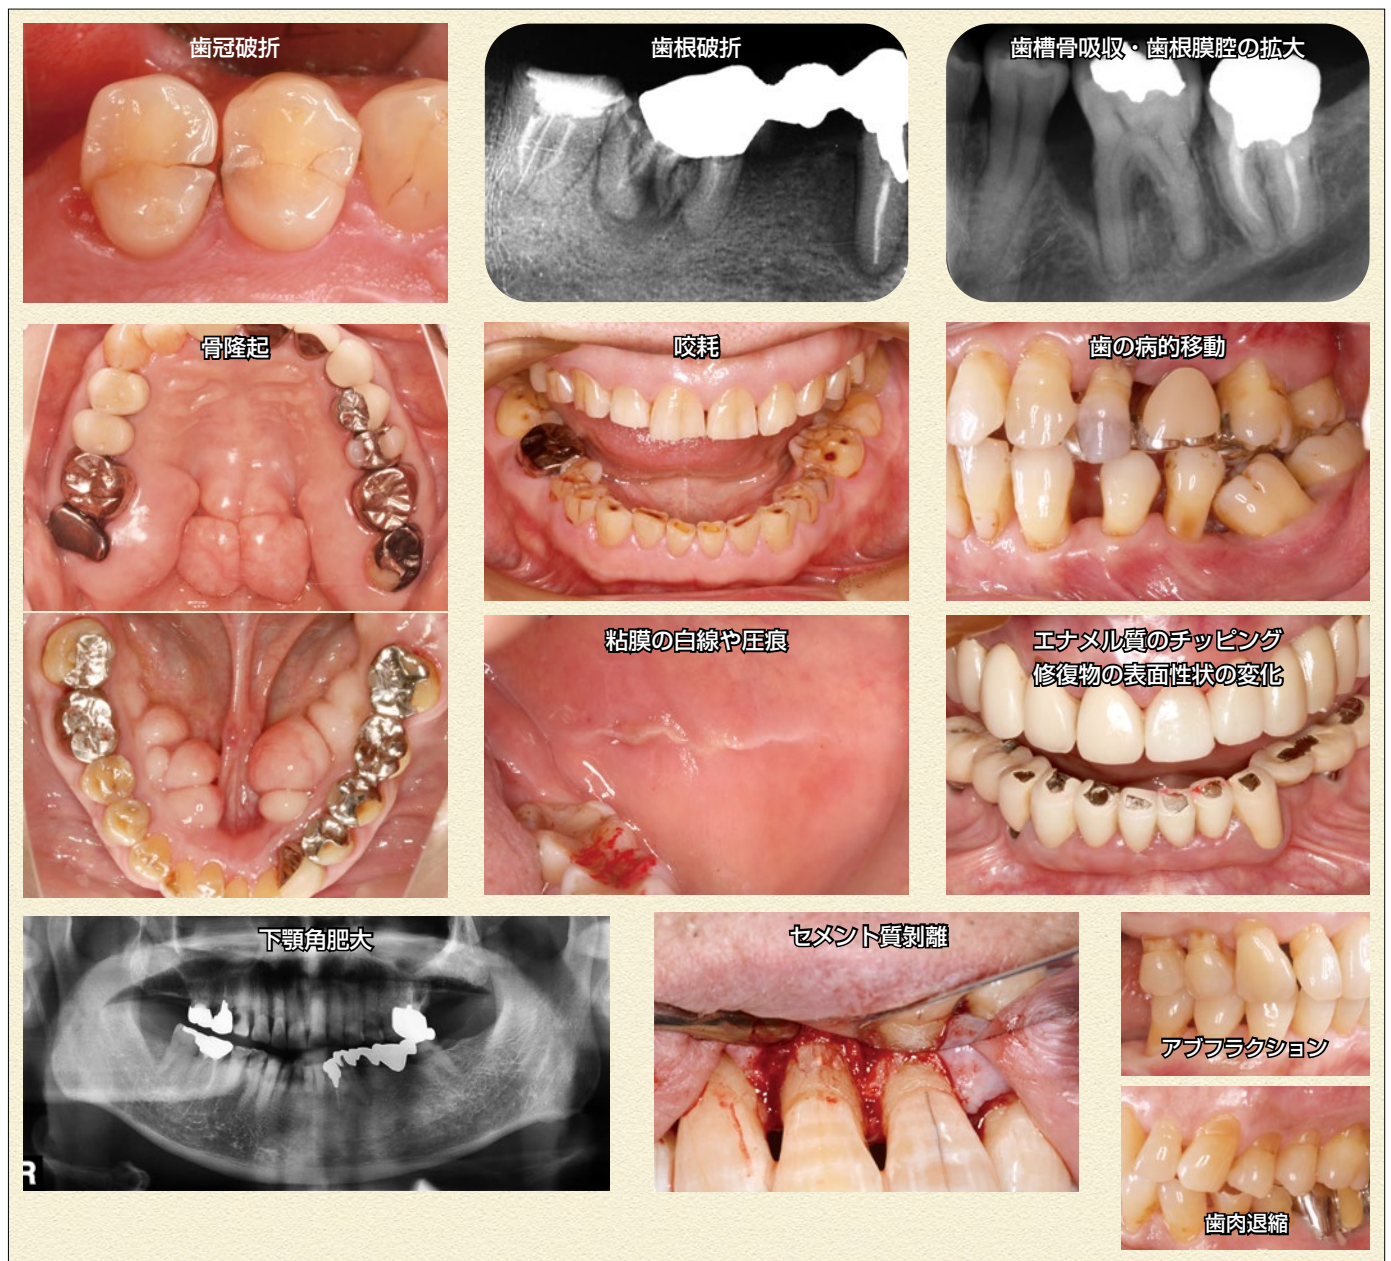 歯冠破折
歯根破折
歯槽骨吸収・歯根膜腔の拡大
骨隆起
咬耗
歯の病的移動
粘膜の白線や圧痕
エナメル質のチッピング
修復物の表面性状の変化
下顎角肥大
セメント質剝離
アブフラクション
歯肉退縮
R